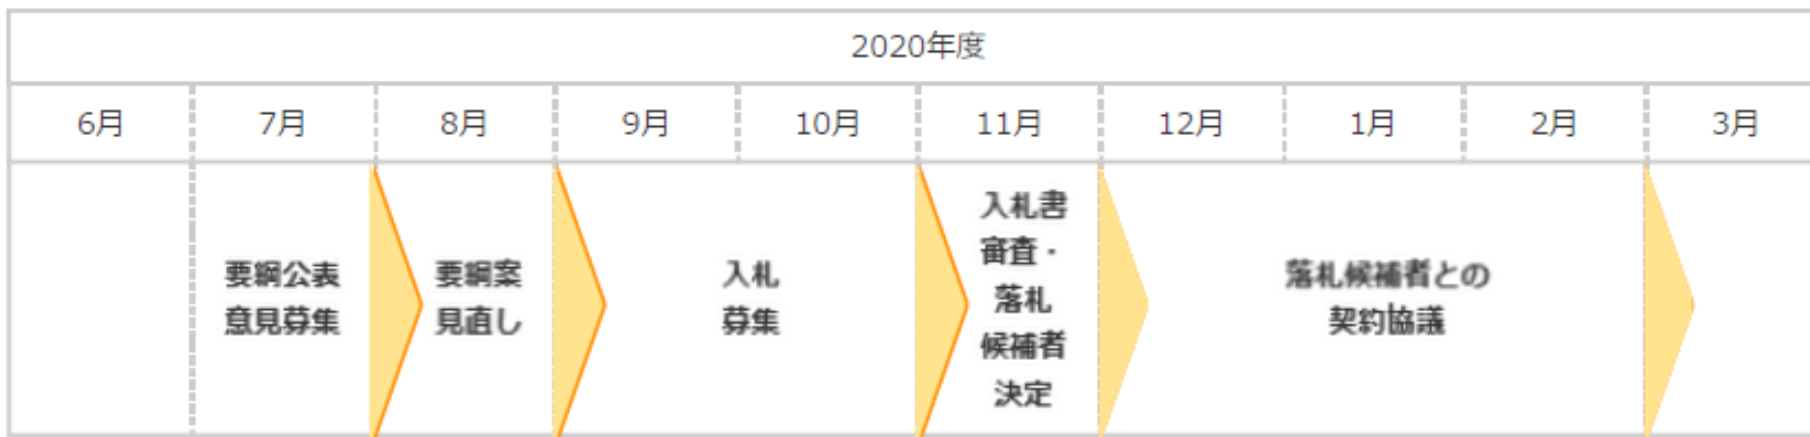 2020年度
6月 7月 8月 9月 10月 11月 12月 1月 2月 3月
要綱公表
意見募集
要綱案
見直し
入札
募集
入札書
審査・
落札
候補者
決定
落札候補者との
契約協議